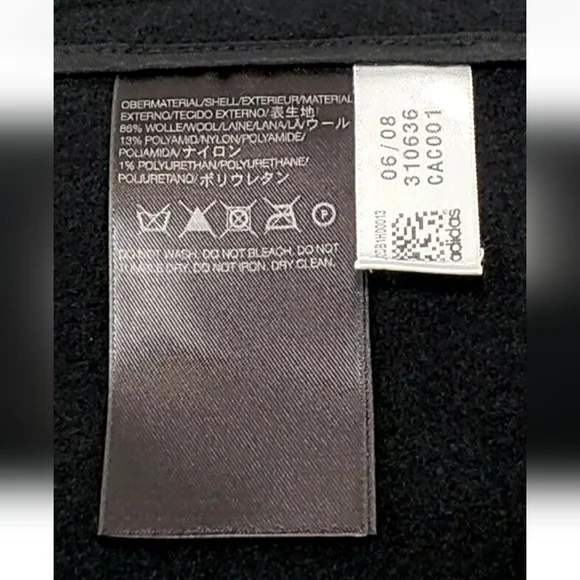 OBERMATERIAL/SHELL/EXTERIEUR/MATERIAL
EXTERNO/TECIDO EXTERNO/表生地/
86% WOLLE/WOOL/LAINE/LANA/LÃ/ウール
13% POLYAMID/NYLON/POLYAMIDE/
POLIAMIDA/ナイロン
1% POLYURETHAN/POLYURETHANE/
POLIURETANO/ポリウレタン
P
DO NOT WASH. DO NOT BLEACH. DO NOT
TUMBLE DRY. DO NOT IRON. DRY CLEAN.
06/08
310636
CAC001
adidas